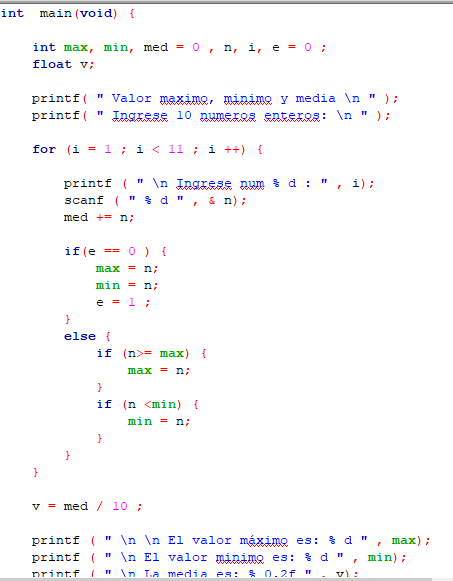 int main(void) {
int max, min, med = 0 , n, i, e = 0 ;
float v;
printf( " Valor maximo, minimo y media \n " );
printf( " Ingrese 10 numeros enteros: \n " );
for (i = 1 ; i < 11 ; i ++) {
printf ( " \n Ingrese num % d : " , i);
scanf ( " % d " , & n);
med += n;
if(e == 0 ) {
max = n;
min = n;
e = 1 ;
}
else {
if (n>= max) {
max = n;
}
if (n <min) {
min = n;
}
}
}
v = med / 10 ;
printf ( " \n \n El valor máximo es: % d " , max);
printf ( " \n El valor minimo es: % d " , min);
printf ( " \n La media es: % 0.2f " , v);